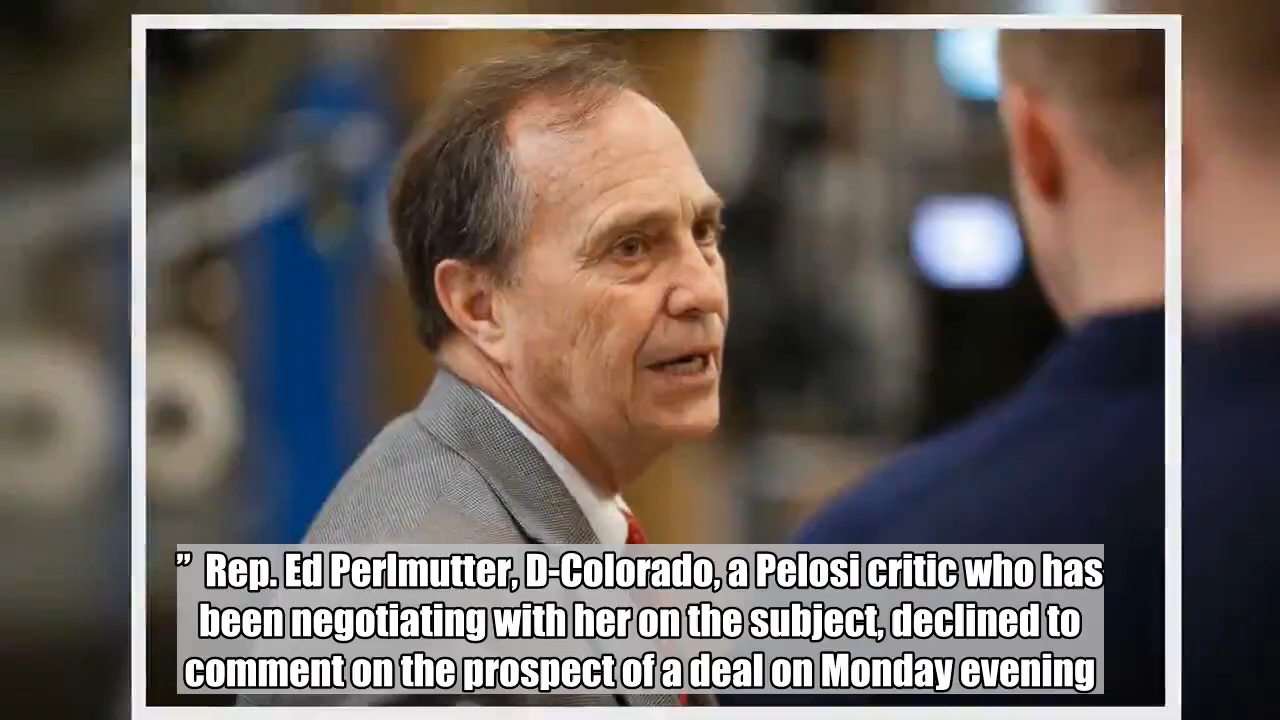 ” Rep. Ed Perlmutter, D-Colorado, a Pelosi critic who has
been negotiating with her on the subject, declined to
comment on the prospect of a deal on Monday evening